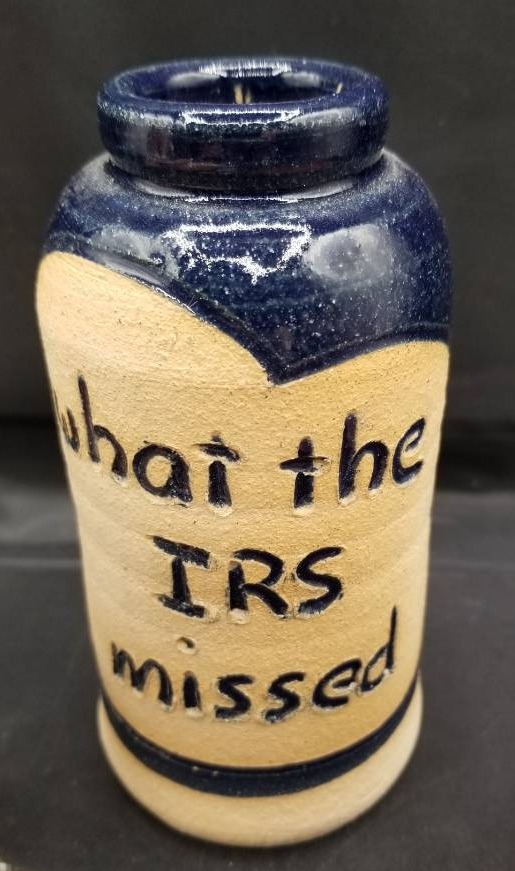 what the
IRS
missed